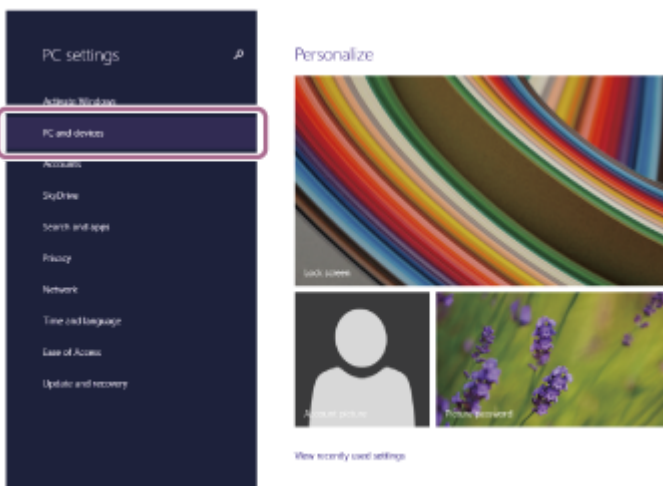 PC settings
Activate Windows
PC and devices
Accounts
SkyDrive
Search and apps
Privacy
Network
Time and language
Ease of Access
Update and recovery
Personalize
Lock screen
Account picture
Picture password
View recently used settings